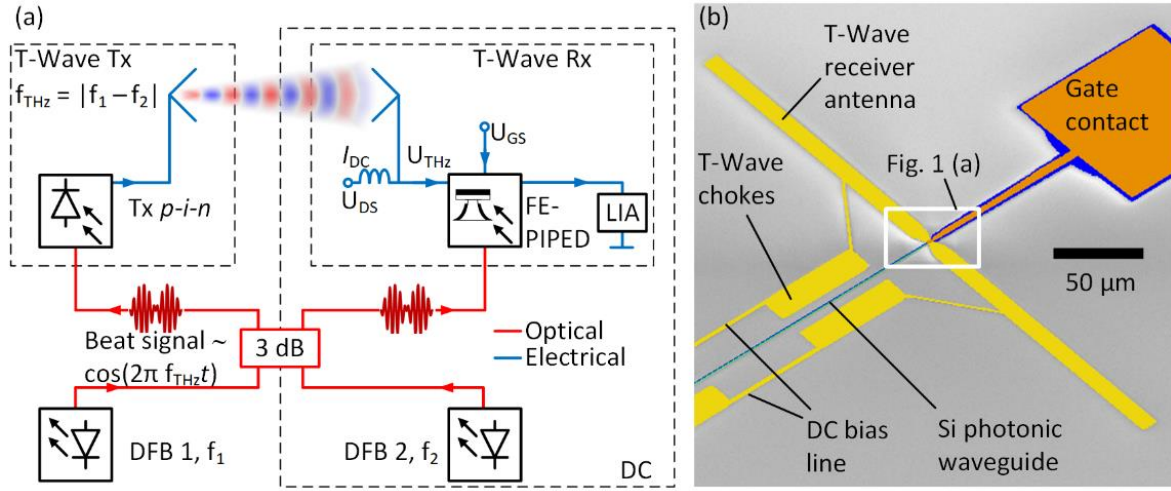 (a)
T-Wave Tx
f_THz = |f₁ – f₂|
T-Wave Rx
U_GS
I_DC
U_THz
U_DS
Tx p-i-n
FE-
PIPED
LIA
Beat signal ~
cos(2π f_THz t)
3 dB
Optical
Electrical
DFB 1, f₁
DFB 2, f₂
DC
(b)
T-Wave
receiver
antenna
Gate
contact
T-Wave
chokes
Fig. 1 (a)
50 μm
DC bias
line
Si photonic
waveguide